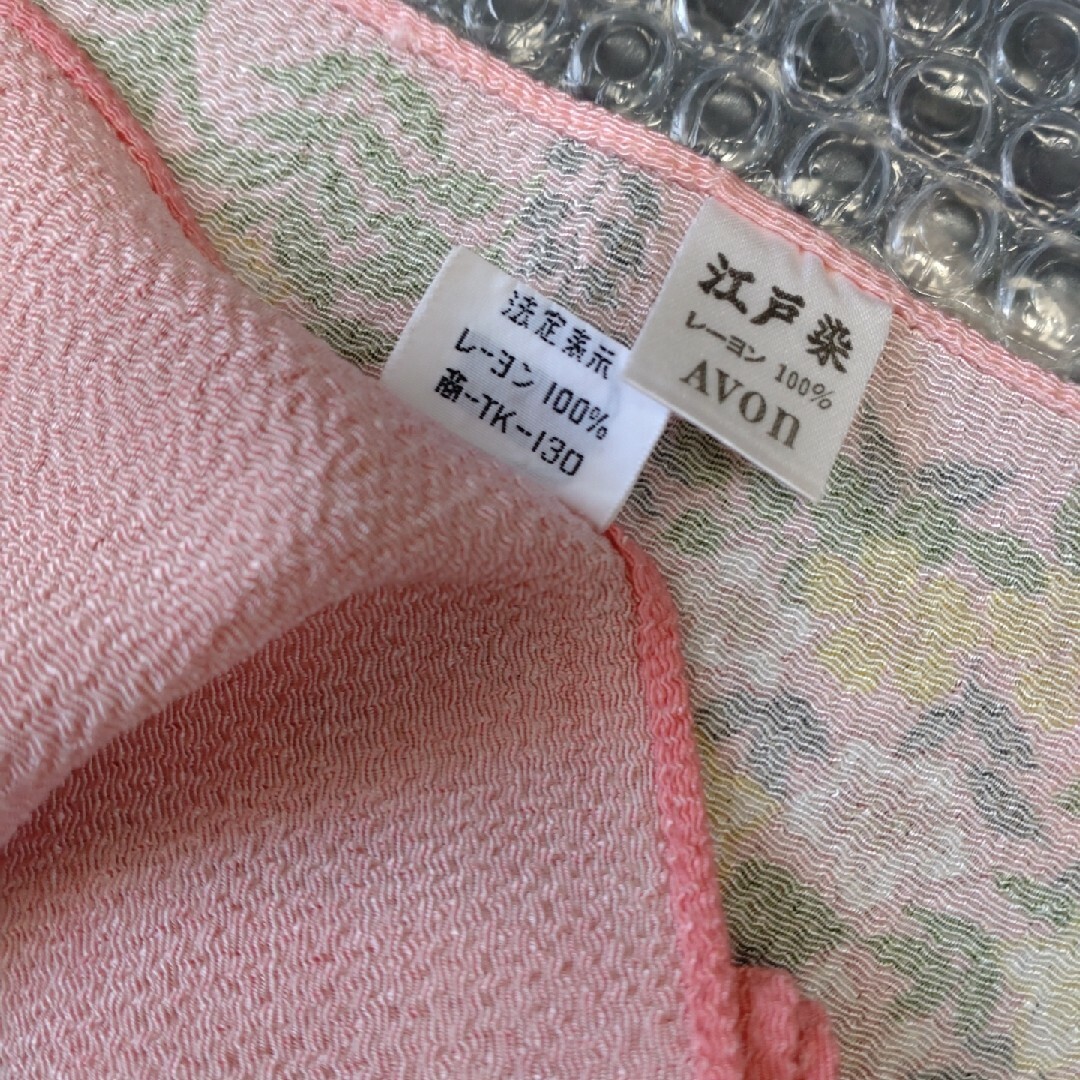 法定表示
レーヨン 100%
商-TK-130
江戸染
レーヨン 100%
AVON